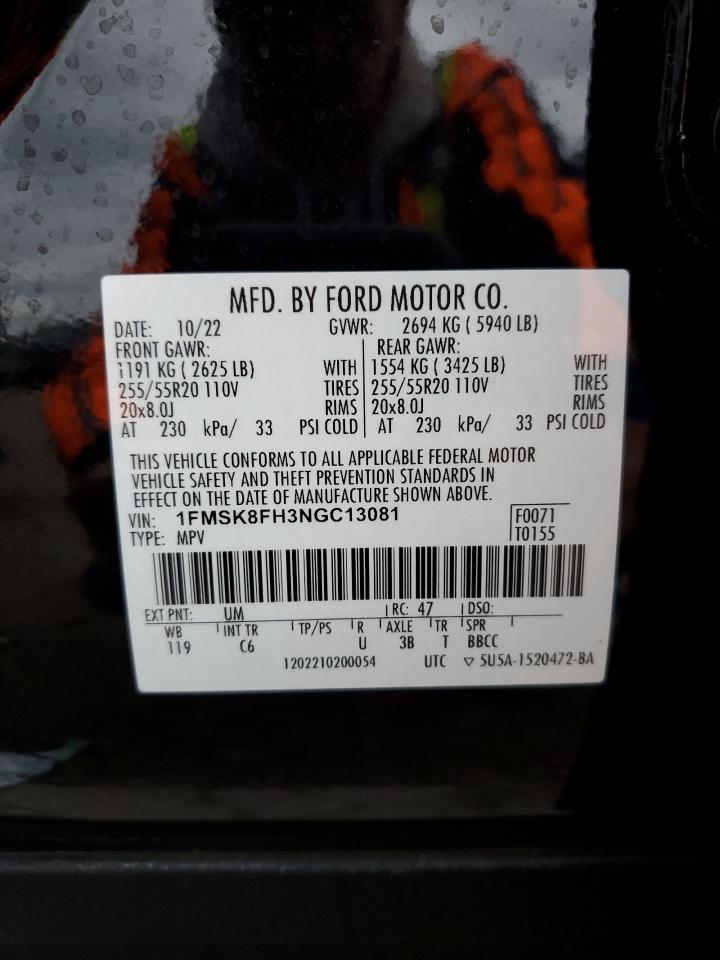 MFD. BY FORD MOTOR CO.
DATE: 10/22 GVWR: 2694 KG ( 5940 LB)
FRONT GAWR: REAR GAWR:
1191 KG ( 2625 LB) WITH 1554 KG ( 3425 LB) WITH
255/55R20 110V TIRES 255/55R20 110V TIRES
20x8.0J RIMS 20x8.0J RIMS
AT 230 kPa/ 33 PSI COLD AT 230 kPa/ 33 PSI COLD
THIS VEHICLE CONFORMS TO ALL APPLICABLE FEDERAL MOTOR
VEHICLE SAFETY AND THEFT PREVENTION STANDARDS IN
EFFECT ON THE DATE OF MANUFACTURE SHOWN ABOVE.
VIN: 1FMSK8FH3NGC13081 F0071
TYPE: MPV T0155
EXT PNT: UM RC: 47 DSO:
WB INT TR TP/PS R AXLE TR SPR
119 C6 U 3B T BBCC
1202210200054 UTC ▽ 5U5A-1520472-BA